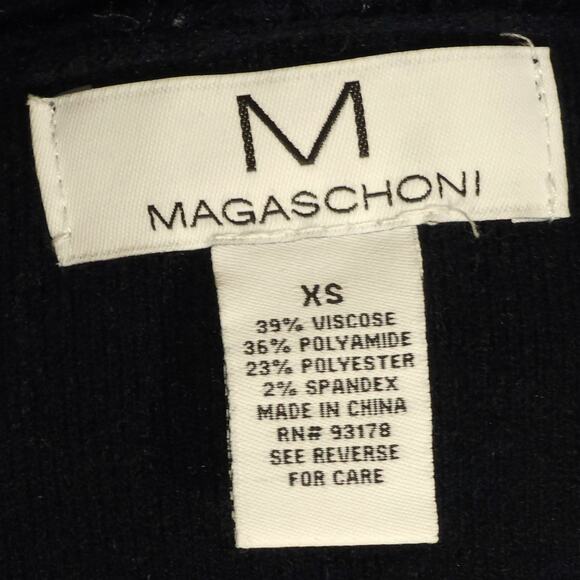 M
MAGASCHONI
XS
39% VISCOSE
36% POLYAMIDE
23% POLYESTER
2% SPANDEX
MADE IN CHINA
RN# 93178
SEE REVERSE
FOR CARE